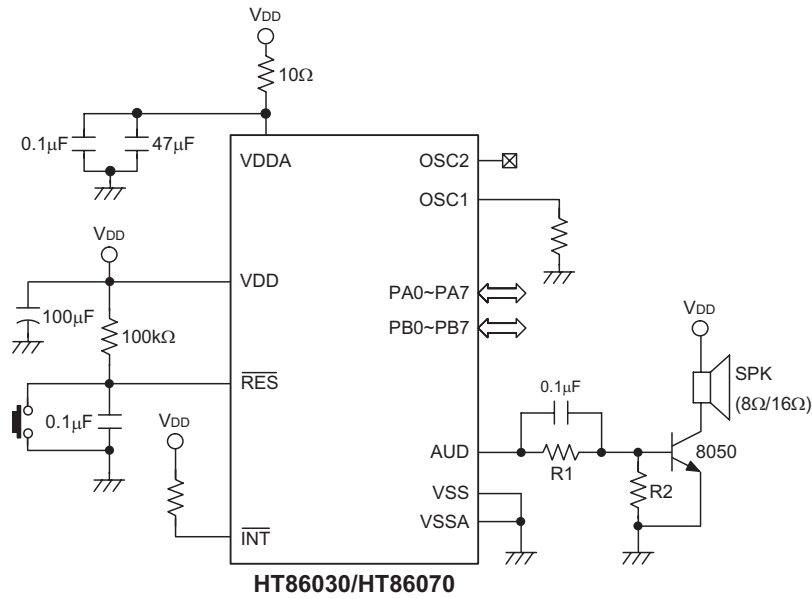 VDD
10Ω
0.1μF
47μF
VDDA
OSC2
OSC1
VDD
VDD
100μF
100kΩ
PA0~PA7
PB0~PB7
VDD
SPK
(8Ω/16Ω)
RES
0.1μF
VDD
0.1μF
AUD
R1
8050
R2
VSS
VSSA
INT
HT86030/HT86070